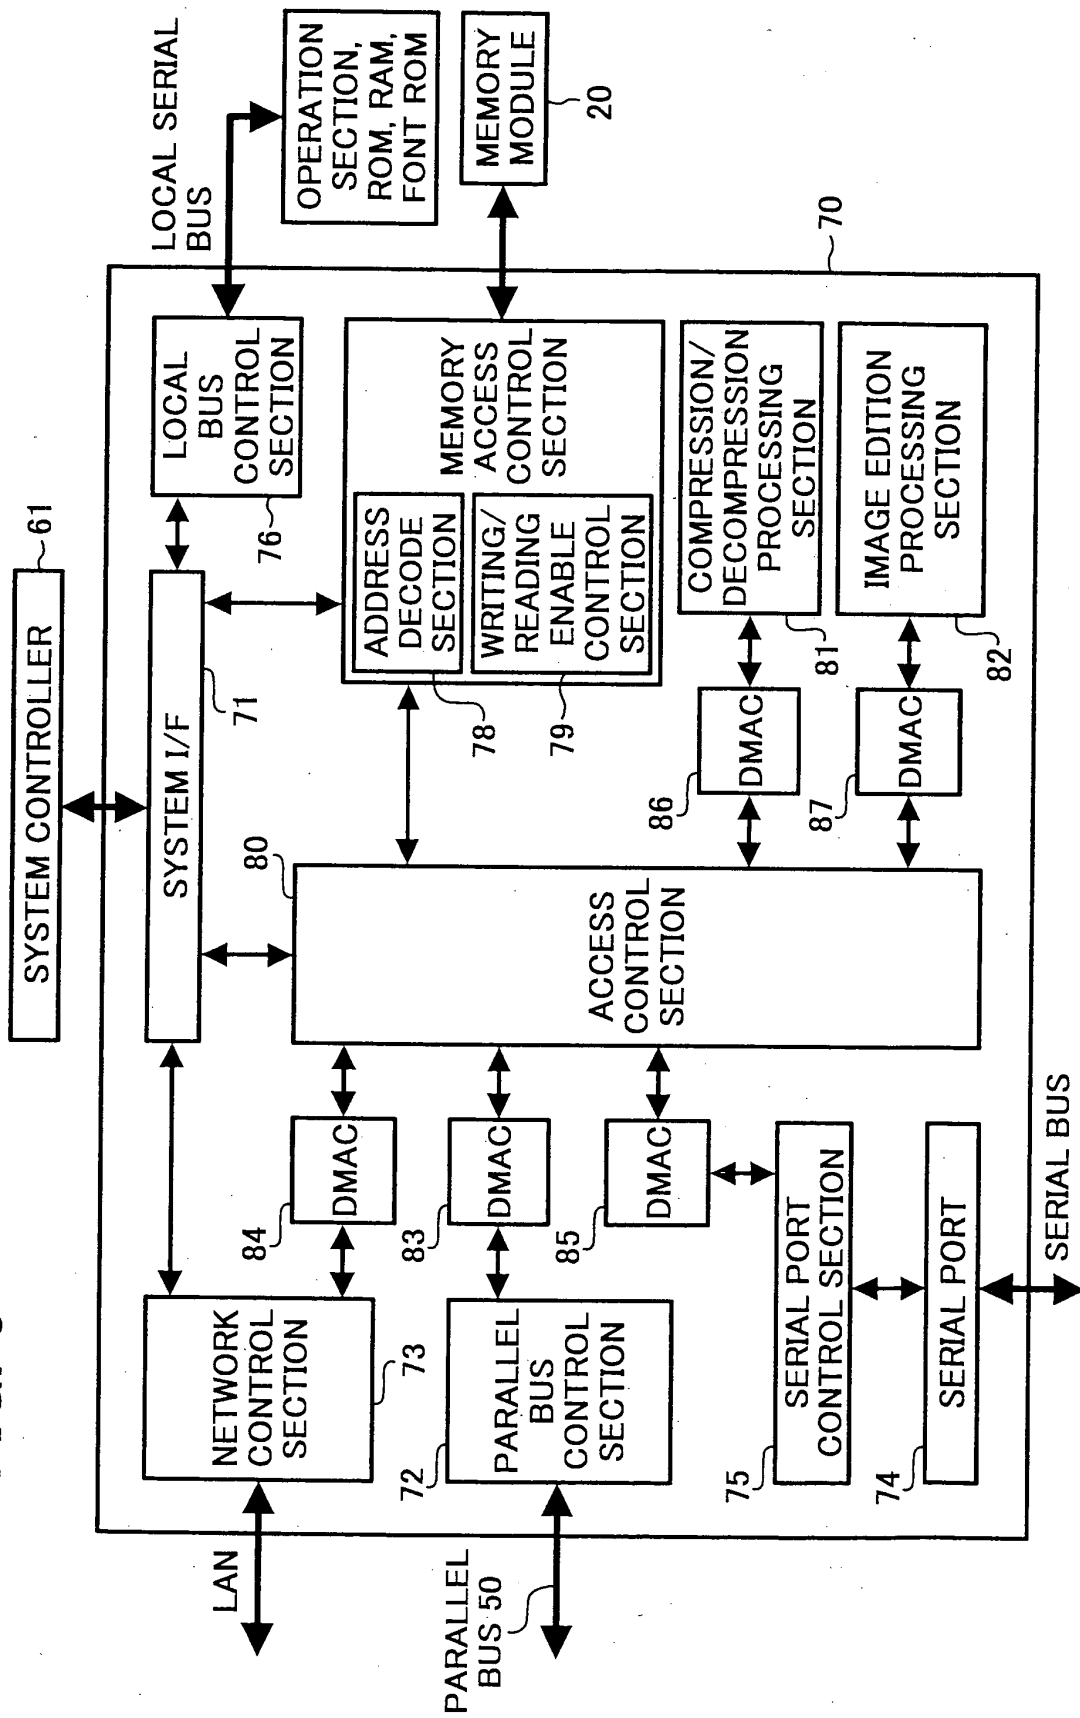 SYSTEM CONTROLLER
61
LOCAL SERIAL
BUS
OPERATION
SECTION,
ROM, RAM,
FONT ROM
MEMORY
MODULE
20
70
SYSTEM I/F
71
LOCAL
BUS
CONTROL
SECTION
76
MEMORY
ACCESS
CONTROL
SECTION
ADDRESS
DECODE
SECTION
78
WRITING/
READING
ENABLE
CONTROL
SECTION
79
COMPRESSION/
DECOMPRESSION
PROCESSING
SECTION
81
IMAGE EDITION
PROCESSING
SECTION
82
DMAC
86
DMAC
87
80
ACCESS
CONTROL
SECTION
DMAC
84
DMAC
83
DMAC
85
NETWORK
CONTROL
SECTION
73
LAN
PARALLEL
BUS
CONTROL
SECTION
72
PARALLEL
BUS 50
SERIAL PORT
CONTROL SECTION
75
SERIAL PORT
74
SERIAL BUS